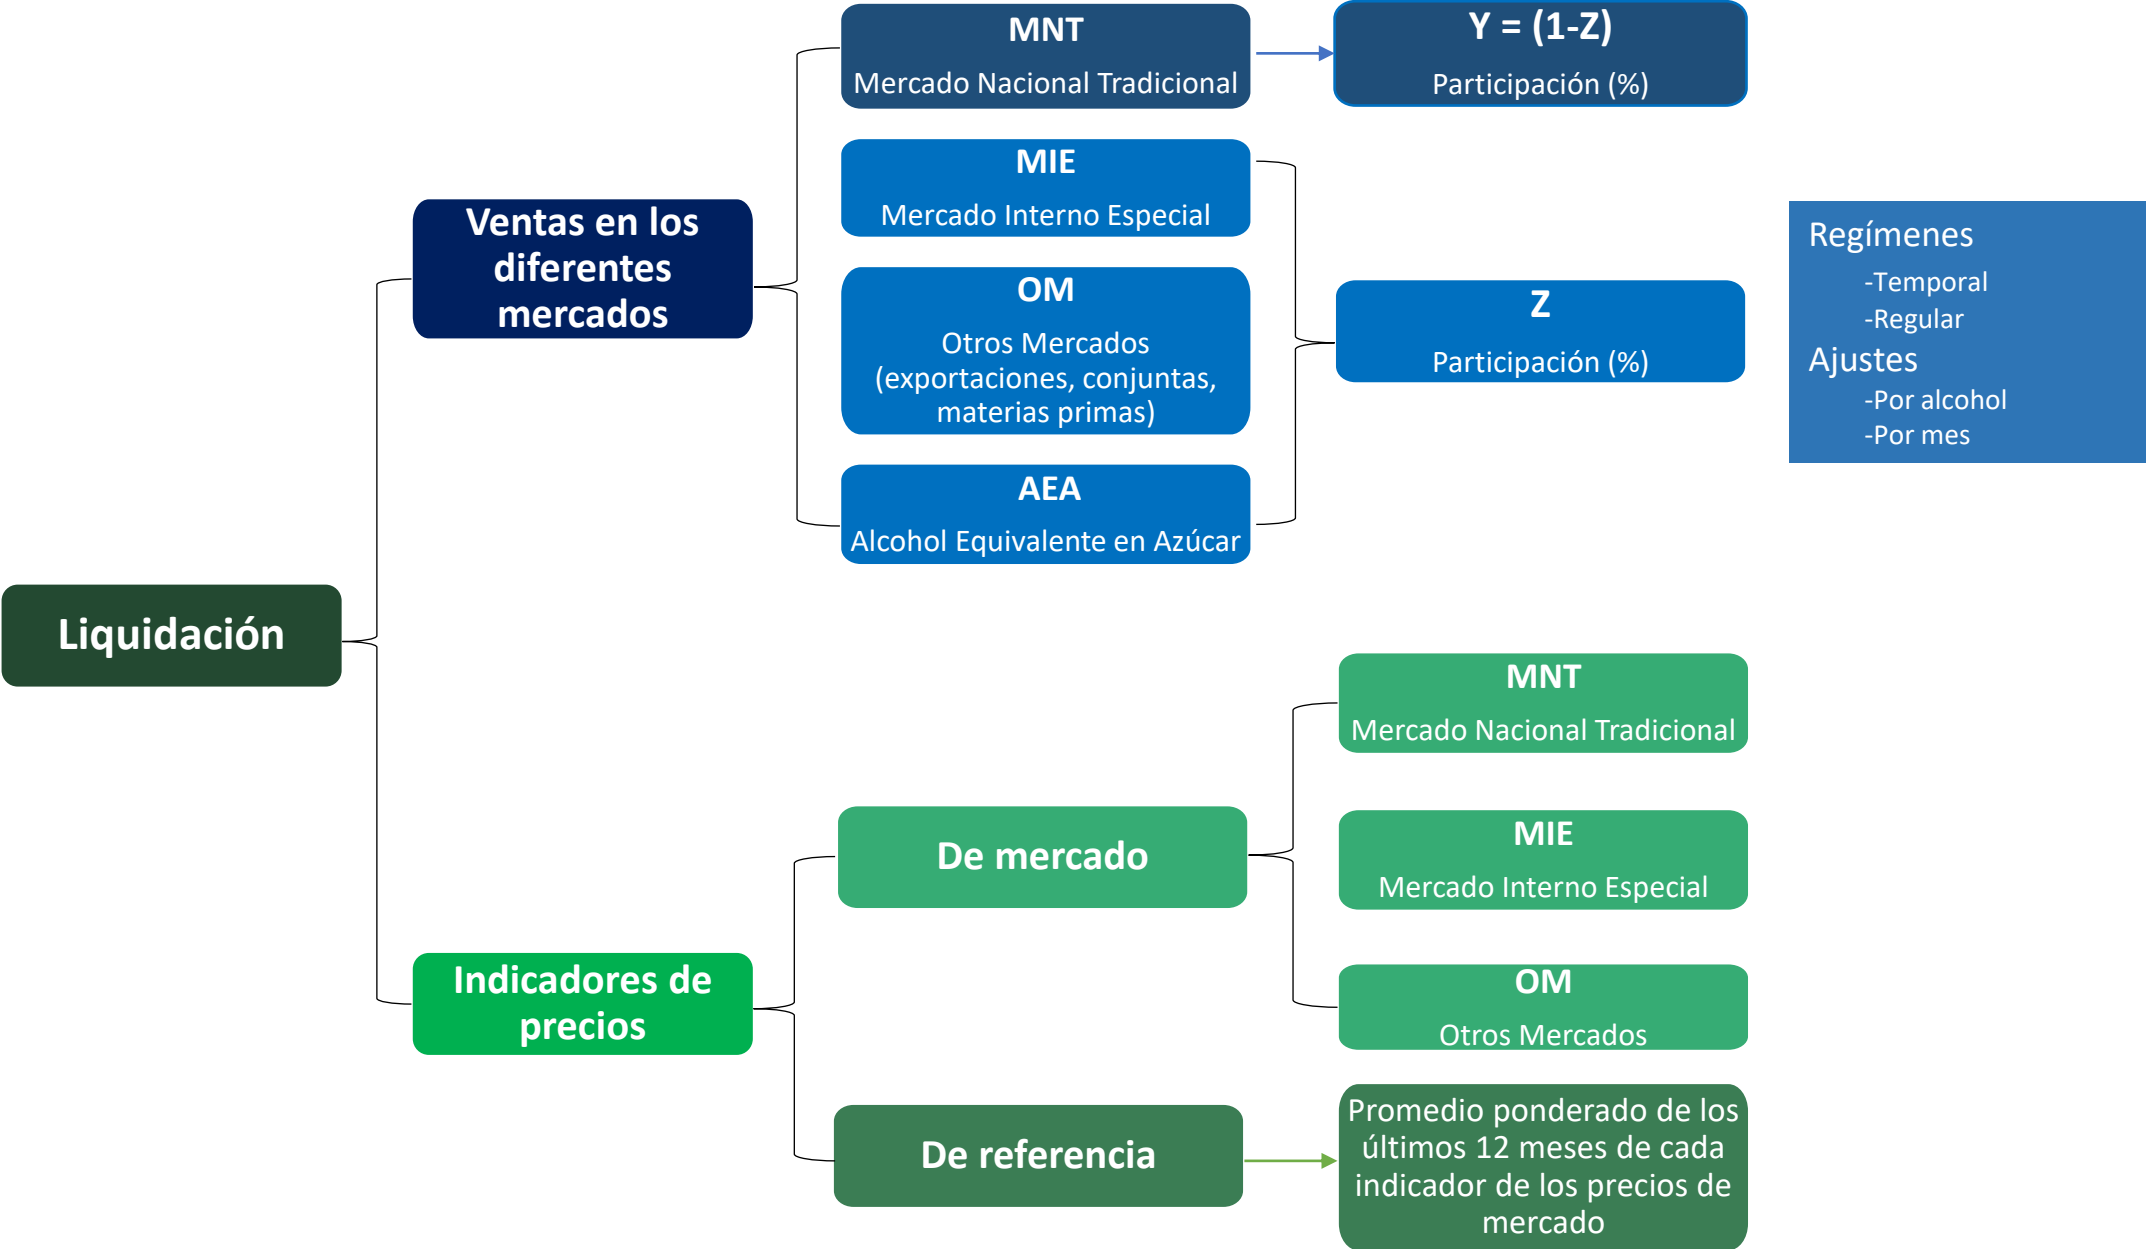 MNT
Mercado Nacional Tradicional
Y = (1-Z)
Participación (%)
MIE
Mercado Interno Especial
Ventas en los
diferentes
mercados
OM
Otros Mercados
(exportaciones, conjuntas,
materias primas)
Z
Participación (%)
Regímenes
-Temporal
-Regular
Ajustes
-Por alcohol
-Por mes
AEA
Alcohol Equivalente en Azúcar
Liquidación
MNT
Mercado Nacional Tradicional
De mercado
MIE
Mercado Interno Especial
Indicadores de
precios
OM
Otros Mercados
De referencia
Promedio ponderado de los
últimos 12 meses de cada
indicador de los precios de
mercado